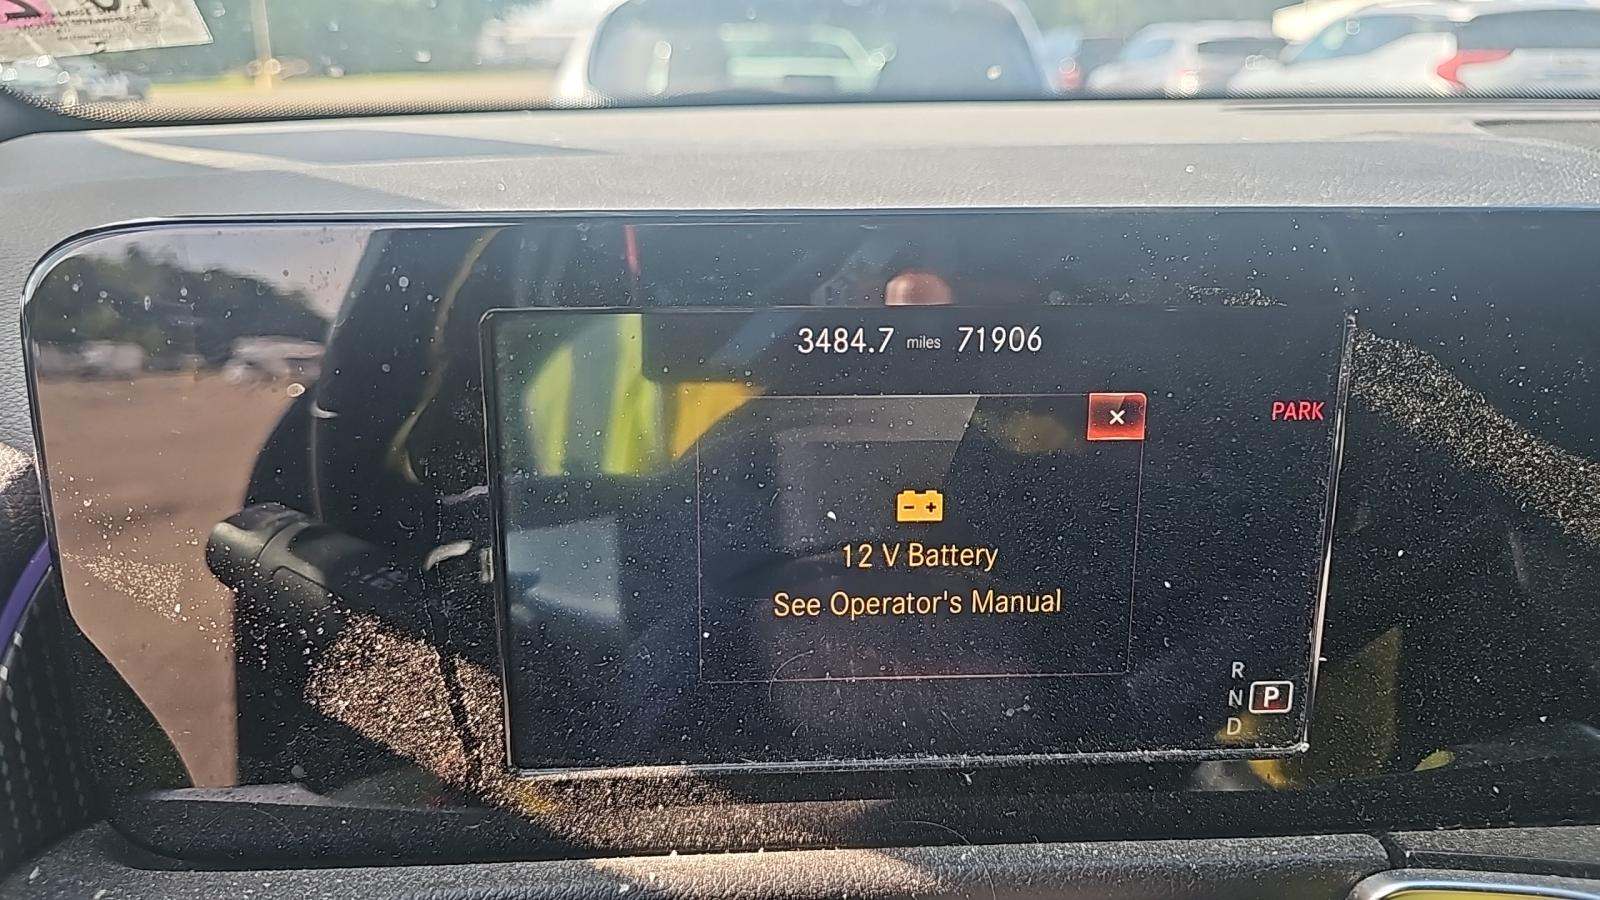 3484.7 miles 71906
×
PARK
- +
12 V Battery
See Operator's Manual
R
N P
D